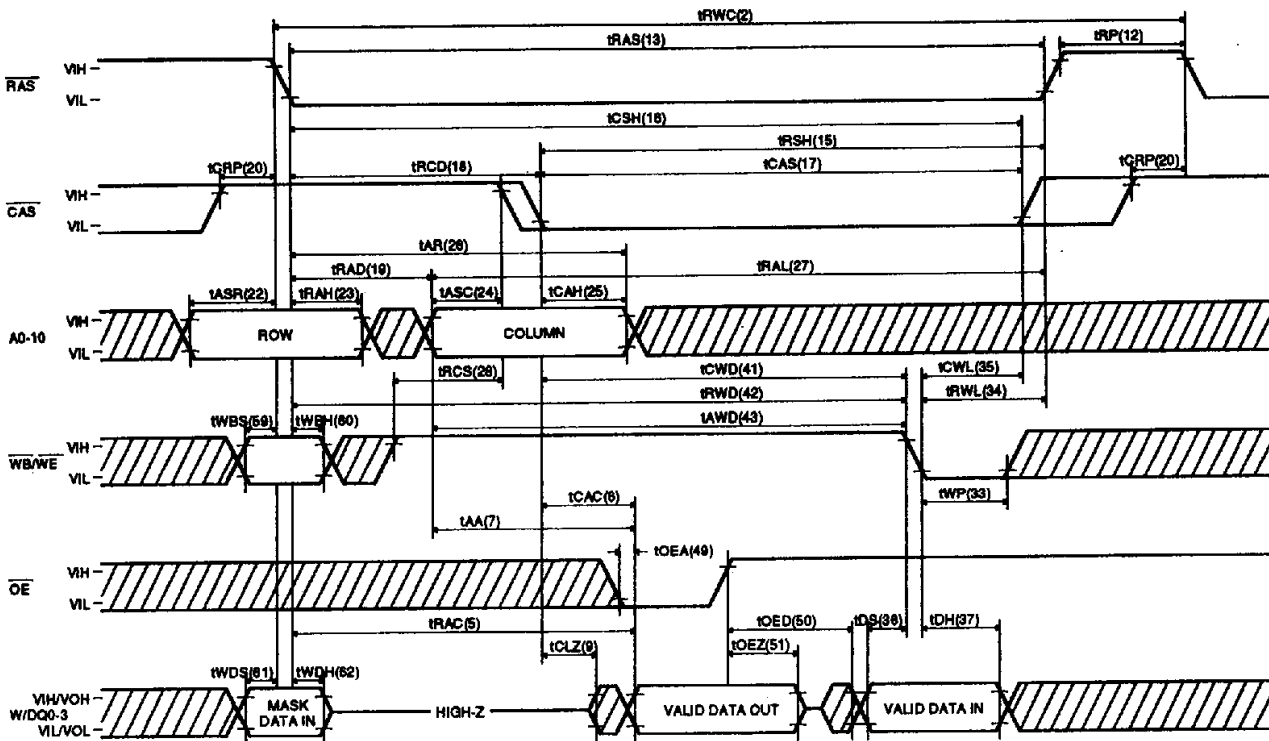 tRWC(2)
tRAS(13)
tRP(12)
RAS
VIH
VIL
tCSH(16)
tRSH(15)
tCRP(20)
tRCD(18)
tCAS(17)
tCRP(20)
CAS
VIH
VIL
tAR(26)
tRAD(19)
tRAL(27)
tASR(22)
tRAH(23)
tASC(24)
tCAH(25)
A0-10
VIH
VIL
ROW
COLUMN
tRCS(28)
tCWD(41)
tCWL(35)
tRWD(42)
tRWL(34)
tWBS(59)
tWBH(60)
tAWD(43)
WB/WE
VIH
VIL
tWP(33)
tCAC(6)
tAA(7)
tOEA(49)
OE
VIH
VIL
tRAC(5)
tOED(50)
tDS(36)
tDH(37)
tCLZ(9)
tOEZ(51)
tWDS(61)
tWDH(62)
VIH/VOH
W/DQ0-3
VIL/VOL
MASK
DATA IN
HIGH-Z
VALID DATA OUT
VALID DATA IN